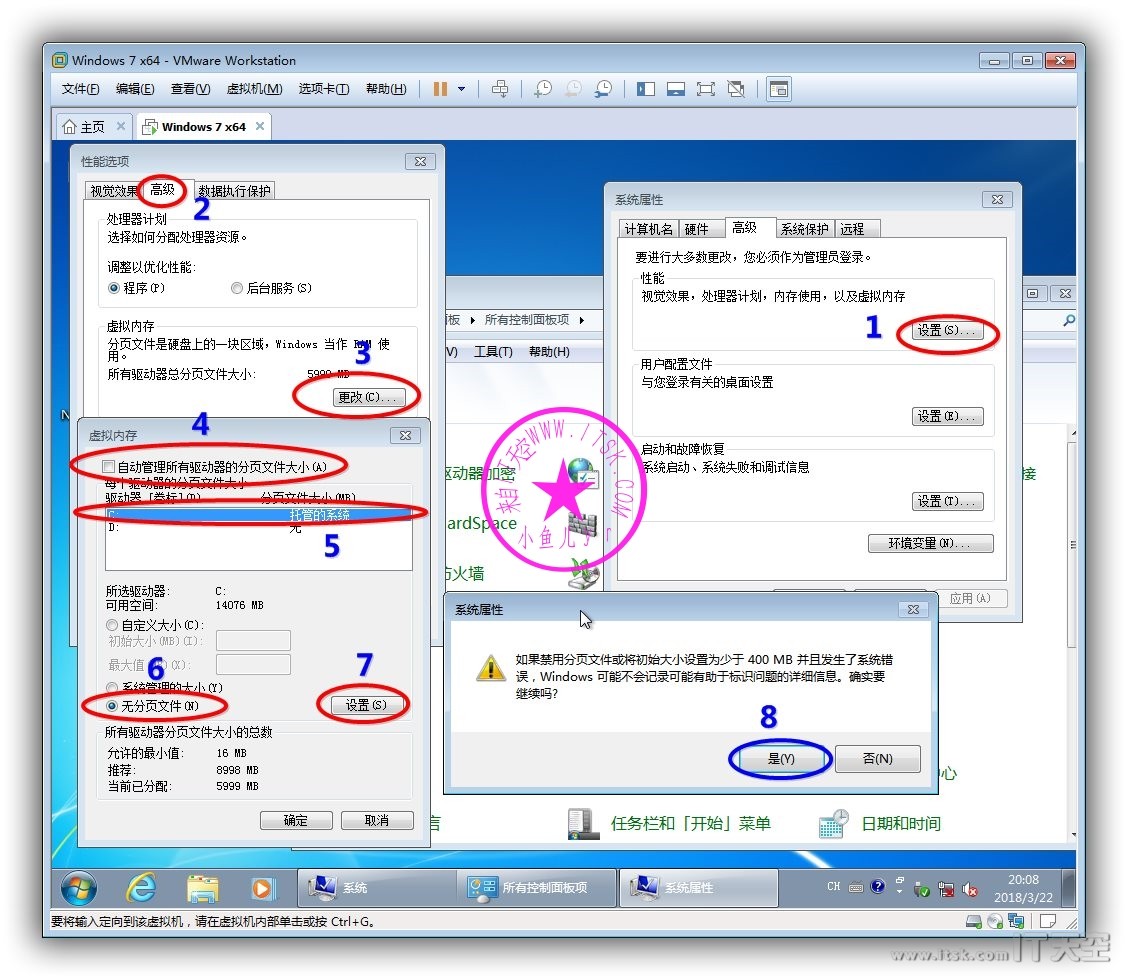 Windows 7 x64 - VMware Workstation
文件(F) 编辑(E) 查看(V) 虚拟机(M) 选项卡(T) 帮助(H)
主页 Windows 7 x64
性能选项
视觉效果 高级 数据执行保护
2
处理器计划
选择如何分配处理器资源。
调整以优化性能:
程序(P) 后台服务(S)
虚拟内存
分页文件是硬盘上的一块区域，Windows 当作 RAM 使
用。
3
所有驱动器总分页文件大小: 5999 MB
更改(C)...
虚拟内存
4
自动管理所有驱动器的分页文件大小(A)
每个驱动器的分页文件大小
驱动器 [卷标](D) 分页文件大小(MB)
托管的系统
D: 无
5
所选驱动器: C:
可用空间: 14076 MB
自定义大小(C):
初始大小(MB)(I):
最大值 (X):
6
7
系统管理的大小(Y)
无分页文件(N) 设置(S)
所有驱动器分页文件大小的总数
允许的最小值: 16 MB
推荐: 8998 MB
当前已分配: 5999 MB
确定 取消
系统属性
计算机名 硬件 高级 系统保护 远程
要进行大多数更改，您必须作为管理员登录。
性能
视觉效果，处理器计划，内存使用，以及虚拟内存
1
设置(S)...
用户配置文件
与您登录有关的桌面设置
设置(E)...
启动和故障恢复
系统启动、系统失败和调试信息
设置(T)...
环境变量(N)...
应用(A)
板 所有控制面板项
V) 工具(T) 帮助(H)
驱动器加密
ardSpace
防火墙
接
来自IT天空WWW.ITSK.COM
小鱼儿yr
系统属性
如果禁用分页文件或将初始大小设置为少于 400 MB 并且发生了系统错
误，Windows 可能不会记录可能有助于标识问题的详细信息。确实要
继续吗?
8
是(Y) 否(N)
中心
言 任务栏和「开始」菜单 日期和时间
系统 所有控制面板项 系统属性 CH 20:08
2018/3/22
要将输入定向到该虚拟机，请在虚拟机内部单击或按 Ctrl+G。
www.itsk.com IT天空